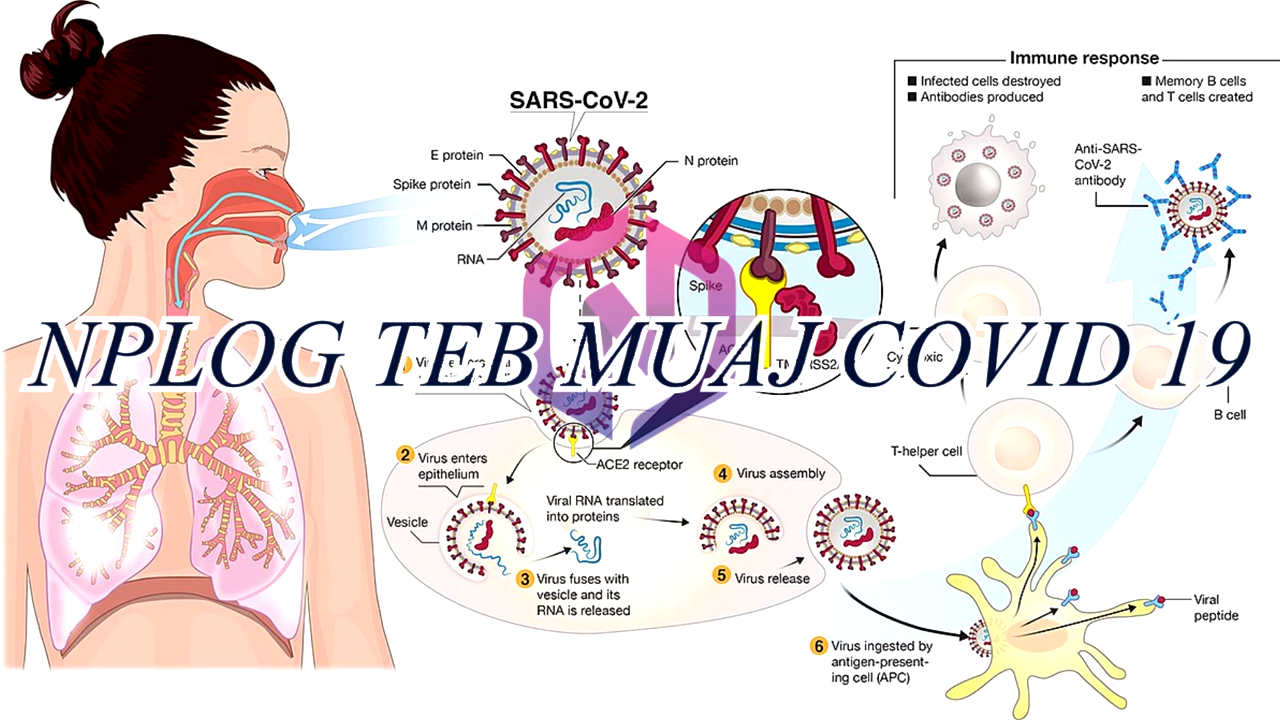 Immune response
■ Infected cells destroyed
■ Antibodies produced
■ Memory B cells
and T cells created
SARS-CoV-2
E protein
Spike protein
M protein
RNA
N protein
Anti-SARS-
CoV-2
antibody
Spike
NPLOG TEB MUAJ COVID 19
B cell
T-helper cell
ACE2 receptor
2 Virus enters
epithelium
Vesicle
Viral RNA translated
into proteins
3 Virus fuses with
vesicle and its
RNA is released
4 Virus assembly
5 Virus release
6 Virus ingested by
antigen-present-
ing cell (APC)
Viral
peptide